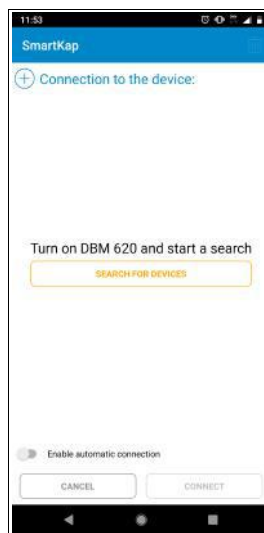 11:53
SmartKap
Connection to the device:
Turn on DBM 620 and start a search
SEARCH FOR DEVICES
Enable automatic connection
CANCEL
CONNECT